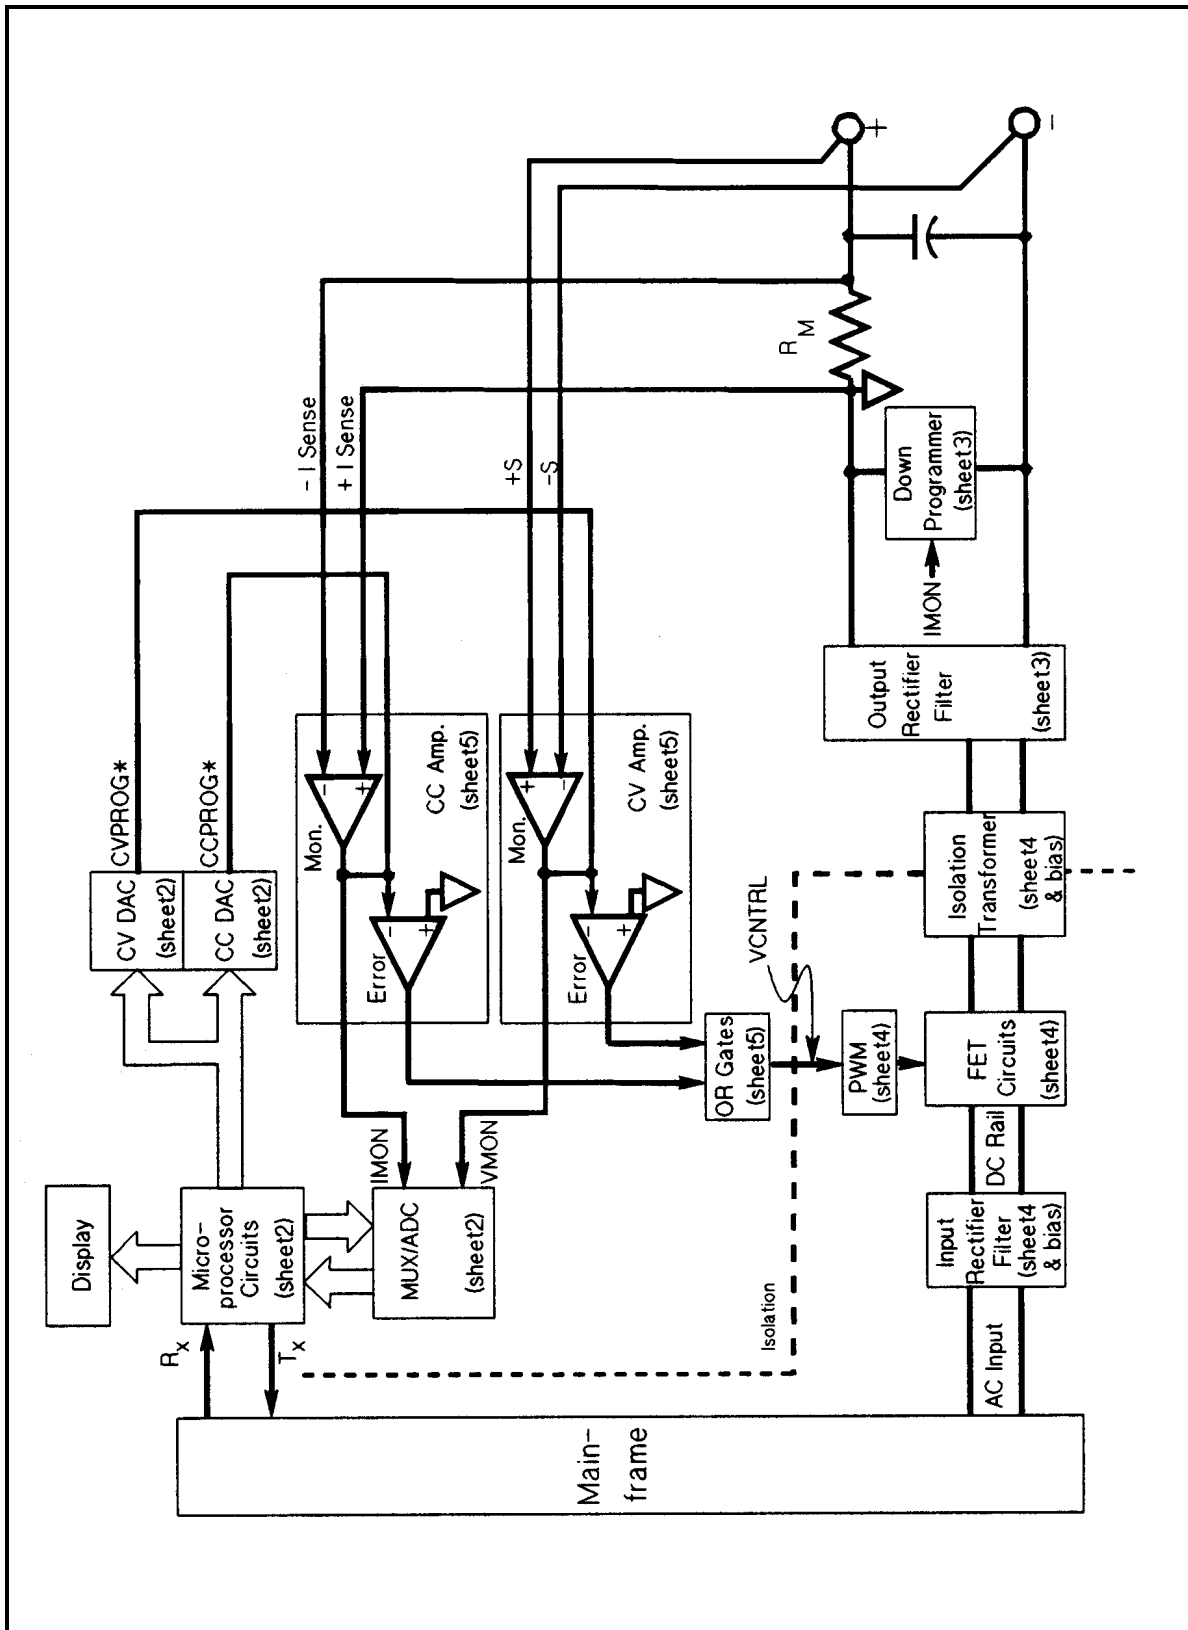 Main-
frame
Rx
Tx
Display
Micro-
processor
Circuits
(sheet2)
MUX/ADC
(sheet2)
IMON
VMON
CV DAC
(sheet2)
CC DAC
(sheet2)
CVPROG*
CCPROG*
Mon.
-
+
Error
-
+
CC Amp.
(sheet5)
Mon.
+
-
Error
-
+
CV Amp.
(sheet5)
- I Sense
+ I Sense
+S
-S
OR Gates
(sheet5)
VCNTRL
Isolation
PWM
(sheet4)
AC Input
Input
Rectifier
Filter
(sheet4
& bias)
DC Rail
FET
Circuits
(sheet4)
Isolation
Transformer
(sheet4
& bias)
Output
Rectifier
Filter
(sheet3)
IMON
Down
Programmer
(sheet3)
RM
+
-